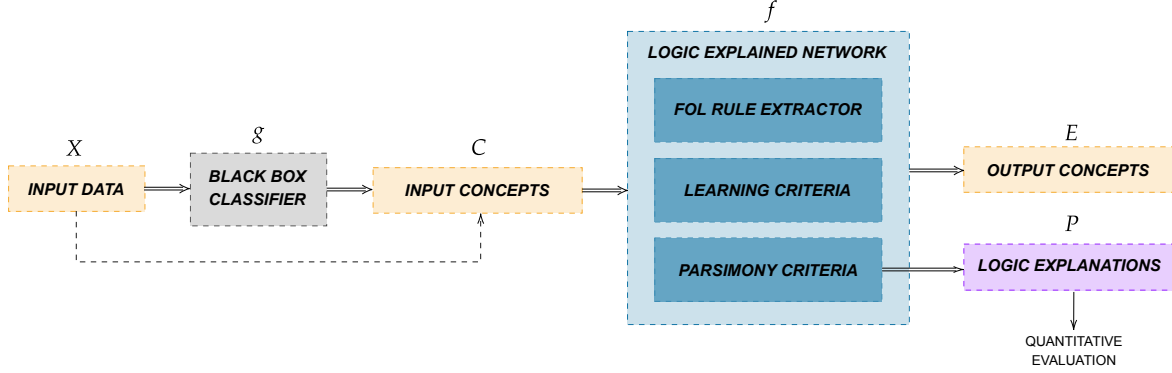 X
INPUT DATA
g
BLACK BOX
CLASSIFIER
C
INPUT CONCEPTS
f
LOGIC EXPLAINED NETWORK
FOL RULE EXTRACTOR
LEARNING CRITERIA
PARSIMONY CRITERIA
E
OUTPUT CONCEPTS
P
LOGIC EXPLANATIONS
QUANTITATIVE
EVALUATION